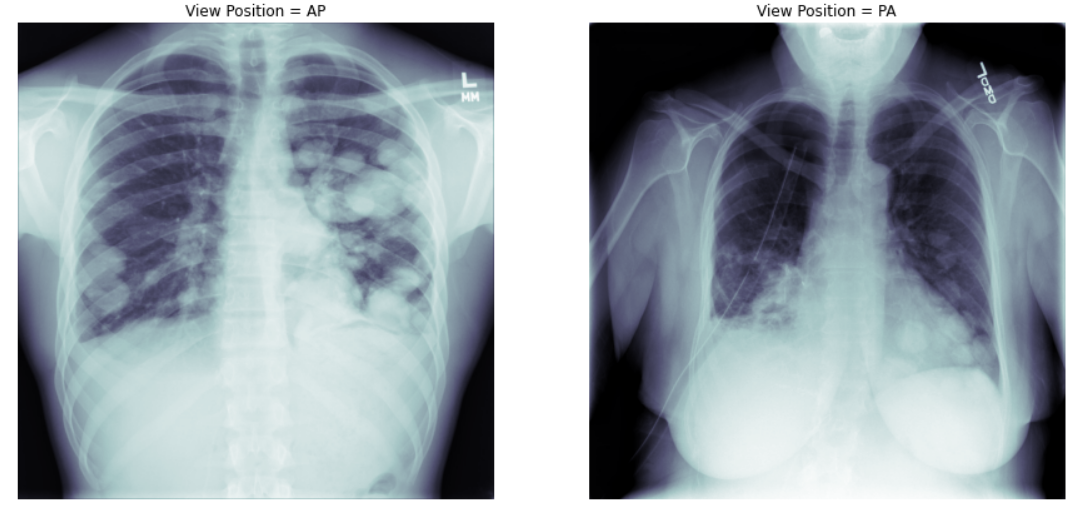 View Position = AP
View Position = PA
L
MM
L